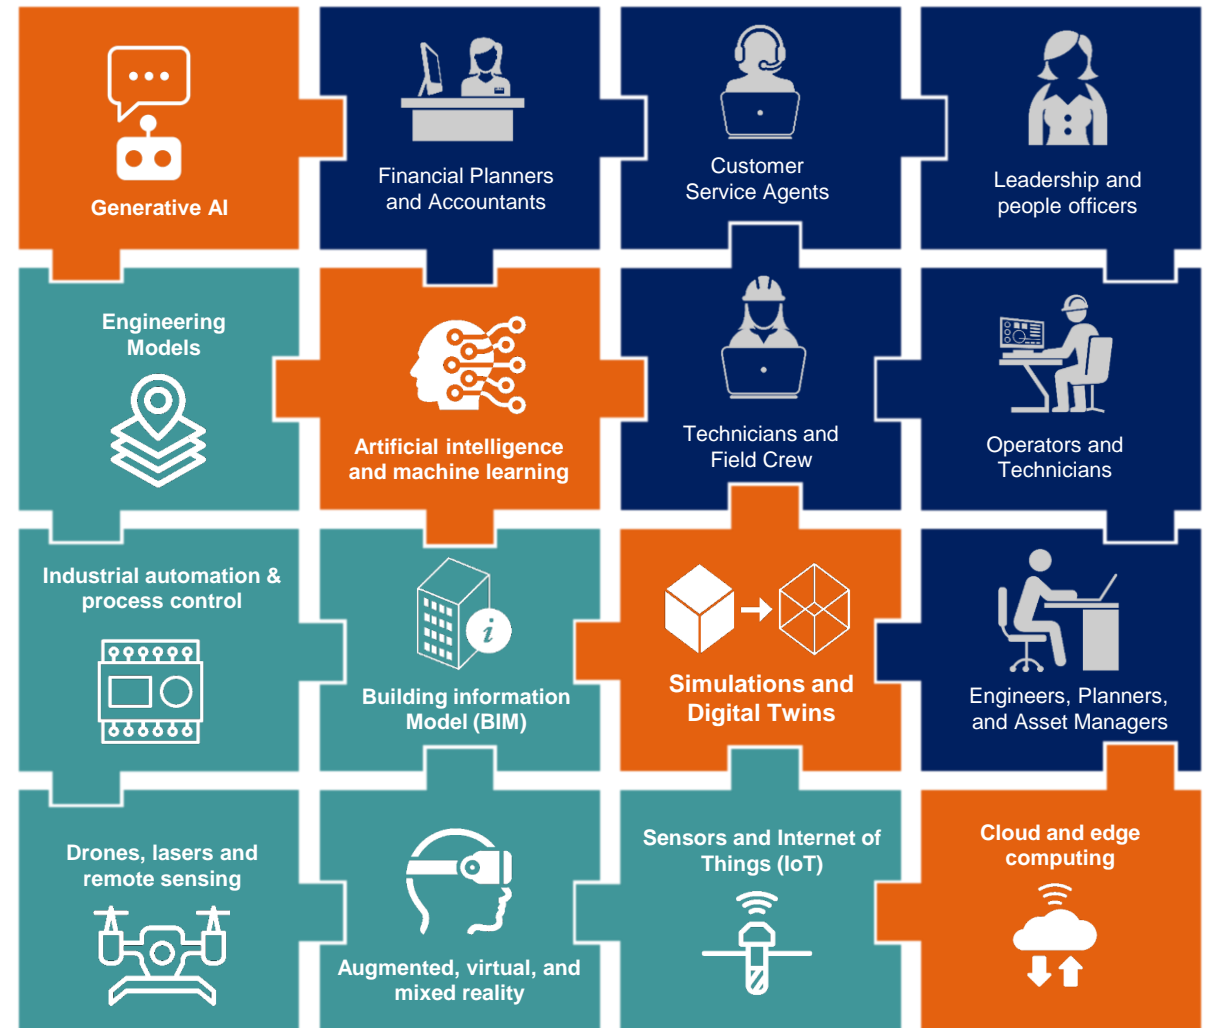 Generative AI
Financial Planners
and Accountants
Customer
Service Agents
Leadership and
people officers
Engineering
Models
Artificial intelligence
and machine learning
Technicians and
Field Crew
Operators and
Technicians
Industrial automation &
process control
Building information
Model (BIM)
i
Simulations and
Digital Twins
Engineers, Planners,
and Asset Managers
Drones, lasers and
remote sensing
Augmented, virtual, and
mixed reality
Sensors and Internet of
Things (IoT)
Cloud and edge
computing